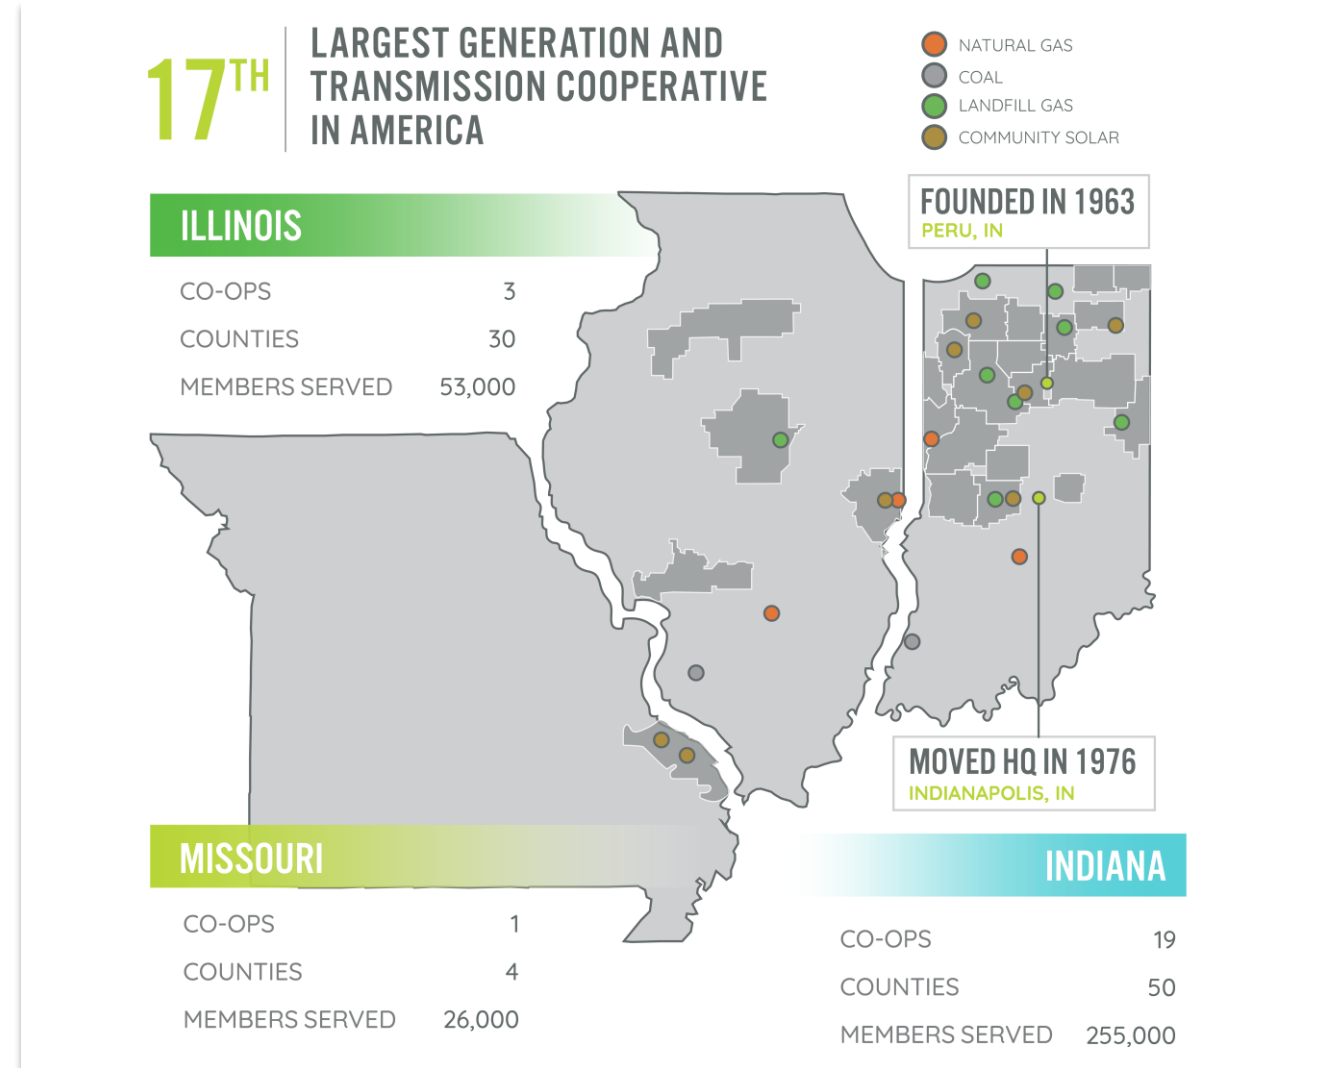 17TH
LARGEST GENERATION AND
TRANSMISSION COOPERATIVE
IN AMERICA
NATURAL GAS
COAL
LANDFILL GAS
COMMUNITY SOLAR
FOUNDED IN 1963
PERU, IN
ILLINOIS
CO-OPS 3
COUNTIES 30
MEMBERS SERVED 53,000
MOVED HQ IN 1976
INDIANAPOLIS, IN
MISSOURI
CO-OPS 1
COUNTIES 4
MEMBERS SERVED 26,000
INDIANA
CO-OPS 19
COUNTIES 50
MEMBERS SERVED 255,000